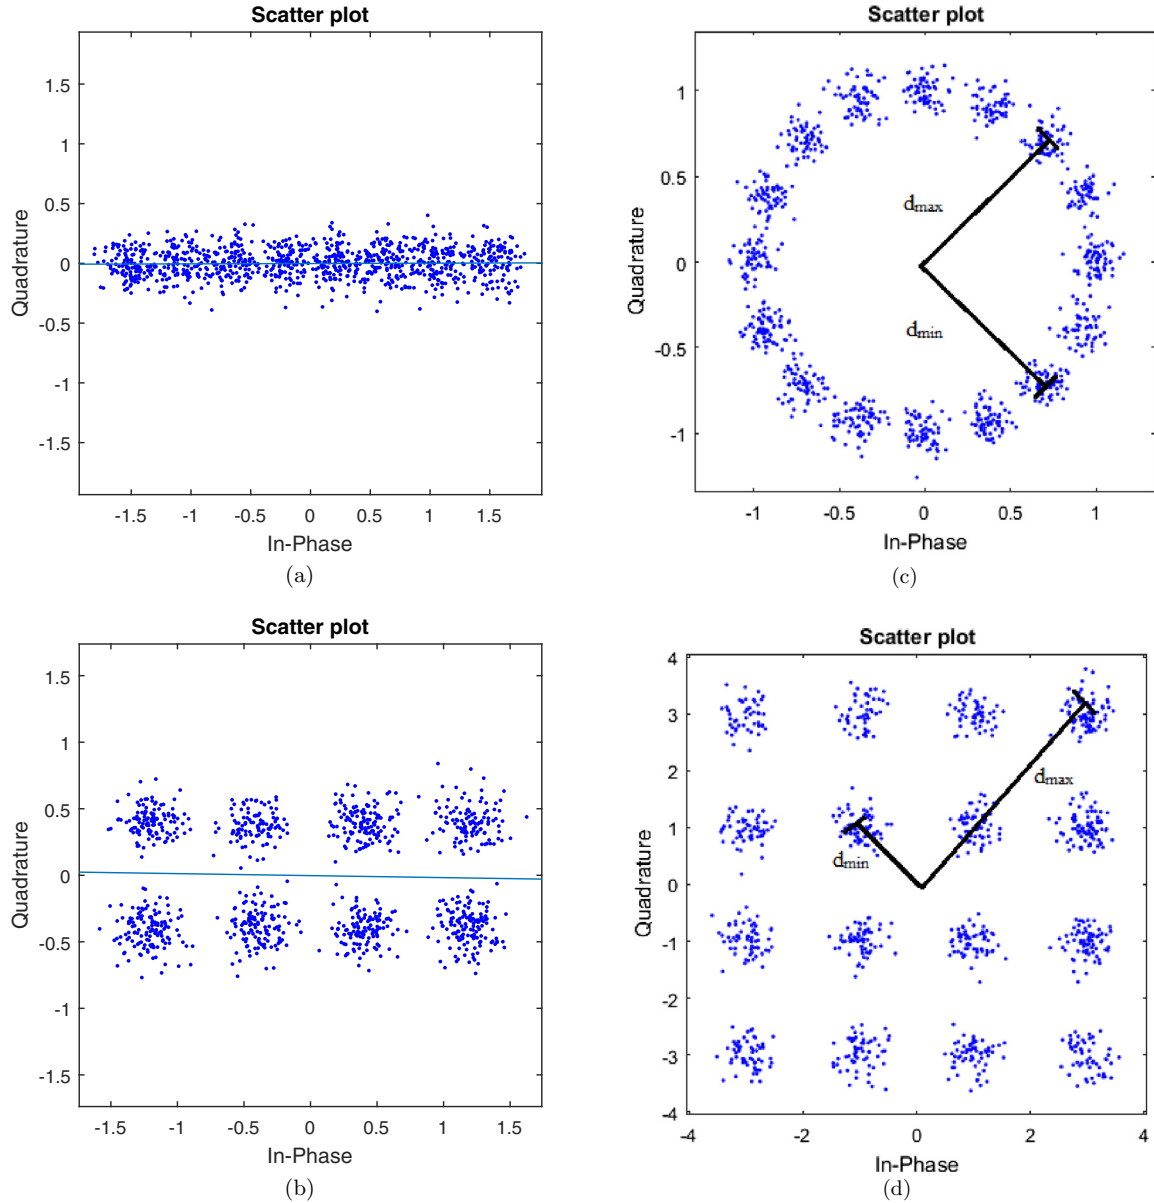 Scatter plot
1.5
1
0.5
0
-0.5
-1
-1.5
Quadrature
-1.5 -1 -0.5 0 0.5 1 1.5
In-Phase
(a)
Scatter plot
1
0.5
0
-0.5
-1
Quadrature
dmax
dmin
-1 -0.5 0 0.5 1
In-Phase
(c)
Scatter plot
1.5
1
0.5
0
-0.5
-1
-1.5
Quadrature
-1.5 -1 -0.5 0 0.5 1 1.5
In-Phase
(b)
Scatter plot
4
3
2
1
0
-1
-2
-3
-4
Quadrature
dmax
dmin
-4 -2 0 2 4
In-Phase
(d)